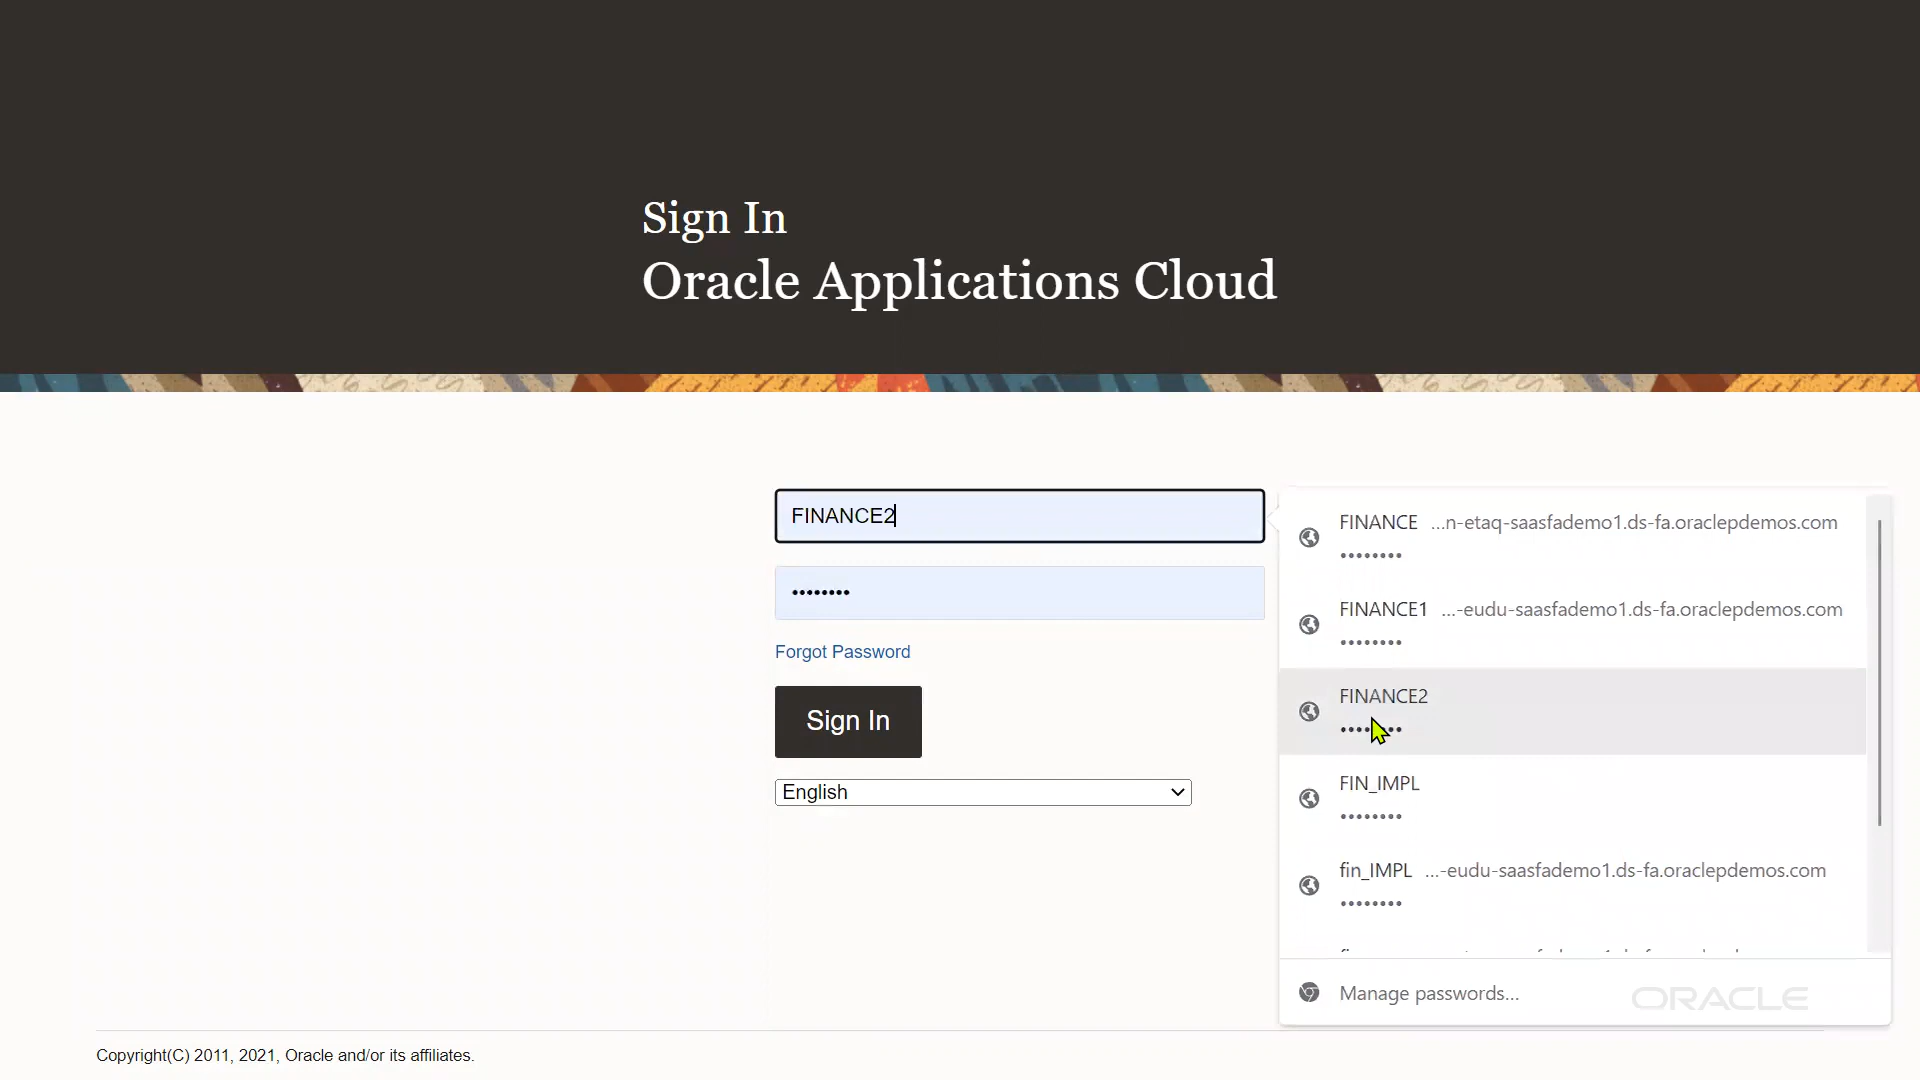 Sign In
Oracle Applications Cloud
FINANCE2
••••••••
Forgot Password
Sign In
English
FINANCE ...n-etaq-saasfademo1.ds-fa.oraclepdemos.com
••••••••
FINANCE1 ...-eudu-saasfademo1.ds-fa.oraclepdemos.com
••••••••
FINANCE2
••••••••
FIN_IMPL
••••••••
fin_IMPL ...-eudu-saasfademo1.ds-fa.oraclepdemos.com
••••••••
Manage passwords...
ORACLE
Copyright(C) 2011, 2021, Oracle and/or its affiliates.